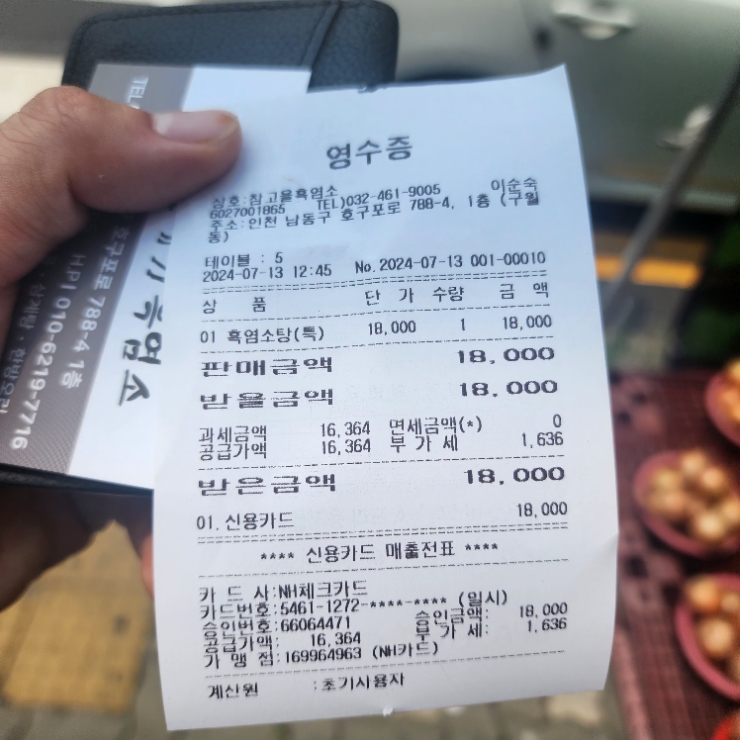 영수증
상호:참고을흑염소 이순숙
6027001865 TEL)032-461-9005
주소:인천 남동구 호구포로 788-4, 1층 (구월
동)
테이블 : 5
2024-07-13 12:45 No.2024-07-13 001-00010
상 품 단 가 수량 금 액
01 흑염소탕(특) 18,000 1 18,000
판매금액 18,000
받을금액 18,000
과세금액 16,364 면세금액(*) 0
공급가액 16,364 부 가 세 1,636
받은금액 18,000
01.신용카드 18,000
**** 신용카드 매출전표 ****
카 드 사:NH체크카드
카드번호:5461-1272-****-**** (일시)
승인번호:66064471 승인금액: 18,000
공급가액: 16,364 부 가 세: 1,636
가 맹 점:169964963 (NH카드)
계산원 :초기사용자
TEL
흑염소
호구포로 788-4 1층
H.P 010-6219-7716